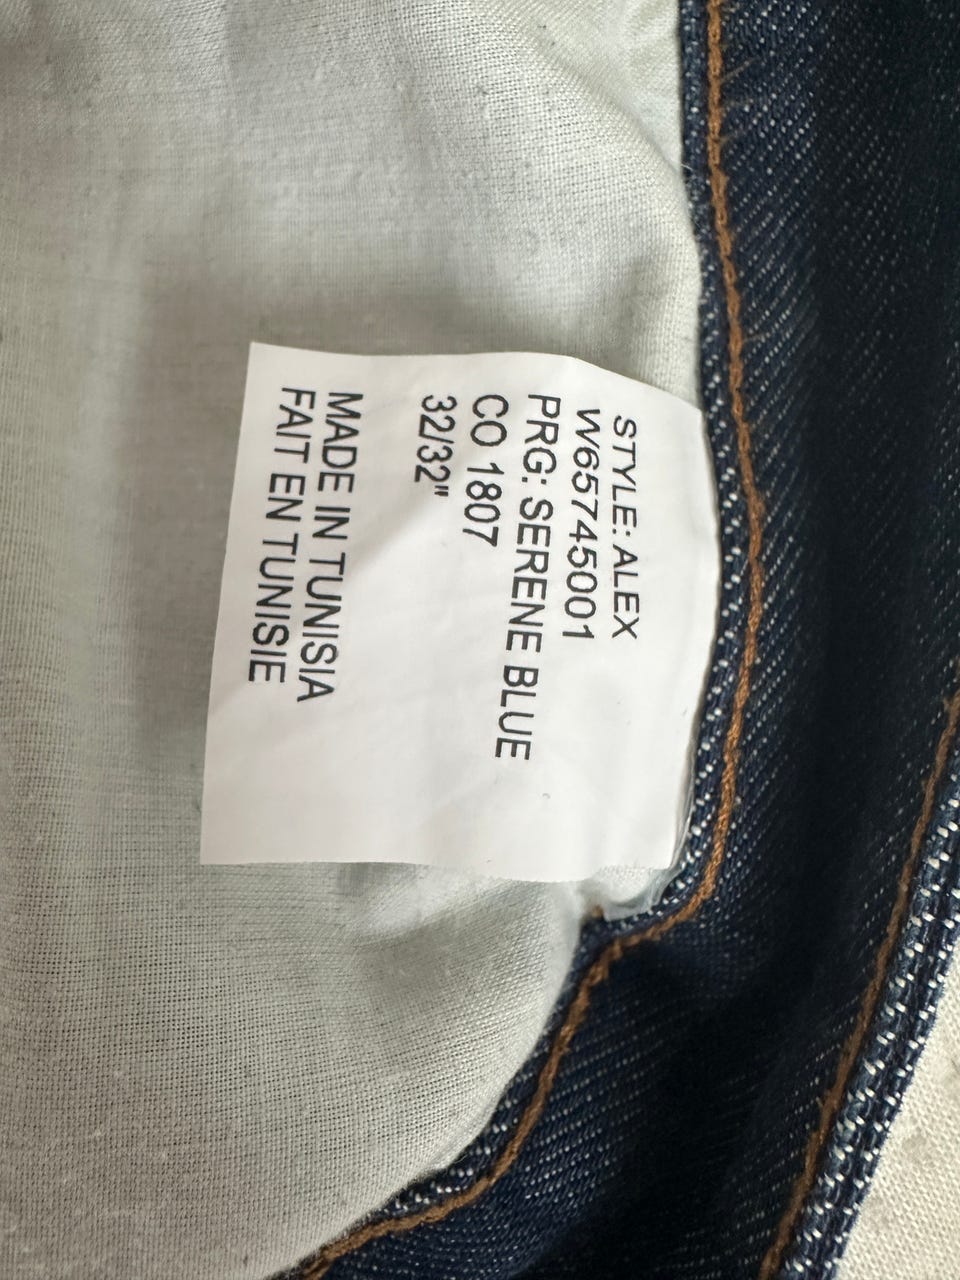 STYLE: ALEX
W65745001
PRG: SERENE BLUE
CO 1807
32/32"
MADE IN TUNISIA
FAIT EN TUNISIE